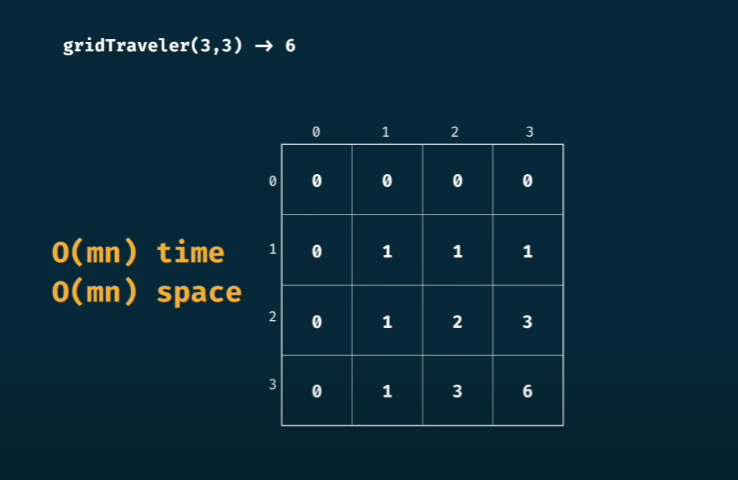 gridTraveler(3,3) → 6
0 1 2 3
0 0 0 0 0
1 0 1 1 1
O(mn) time
O(mn) space
2 0 1 2 3
3 0 1 3 6